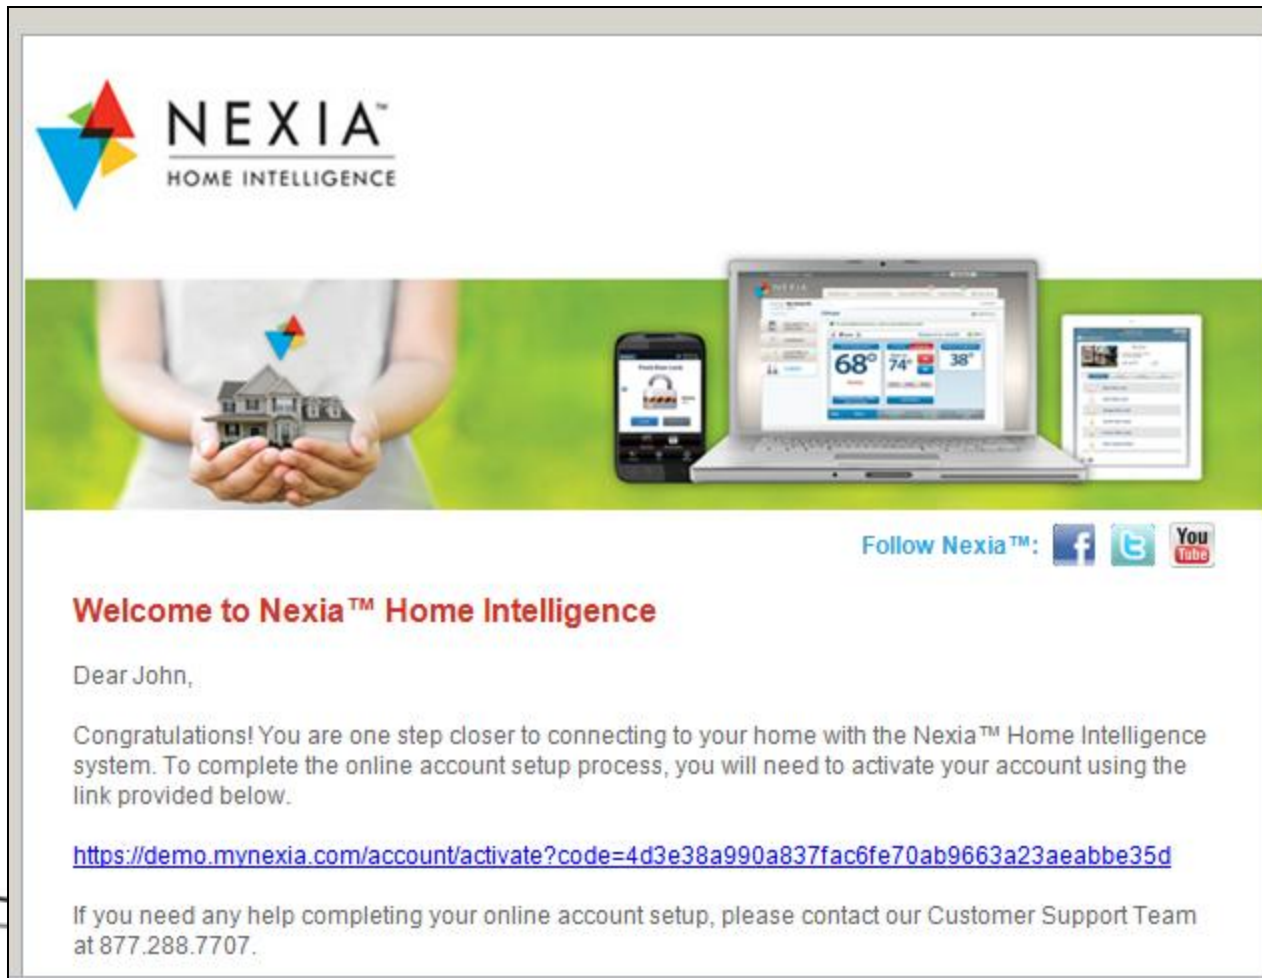 NEXIA™
HOME INTELLIGENCE
NEXIA
68°
74°
38°
Front Door Lock
Follow Nexia™:
You
Tube
Welcome to Nexia™ Home Intelligence
Dear John,
Congratulations! You are one step closer to connecting to your home with the Nexia™ Home Intelligence
system. To complete the online account setup process, you will need to activate your account using the
link provided below.
https://demo.mynexia.com/account/activate?code=4d3e38a990a837fac6fe70ab9663a23aeabbe35d
If you need any help completing your online account setup, please contact our Customer Support Team
at 877.288.7707.